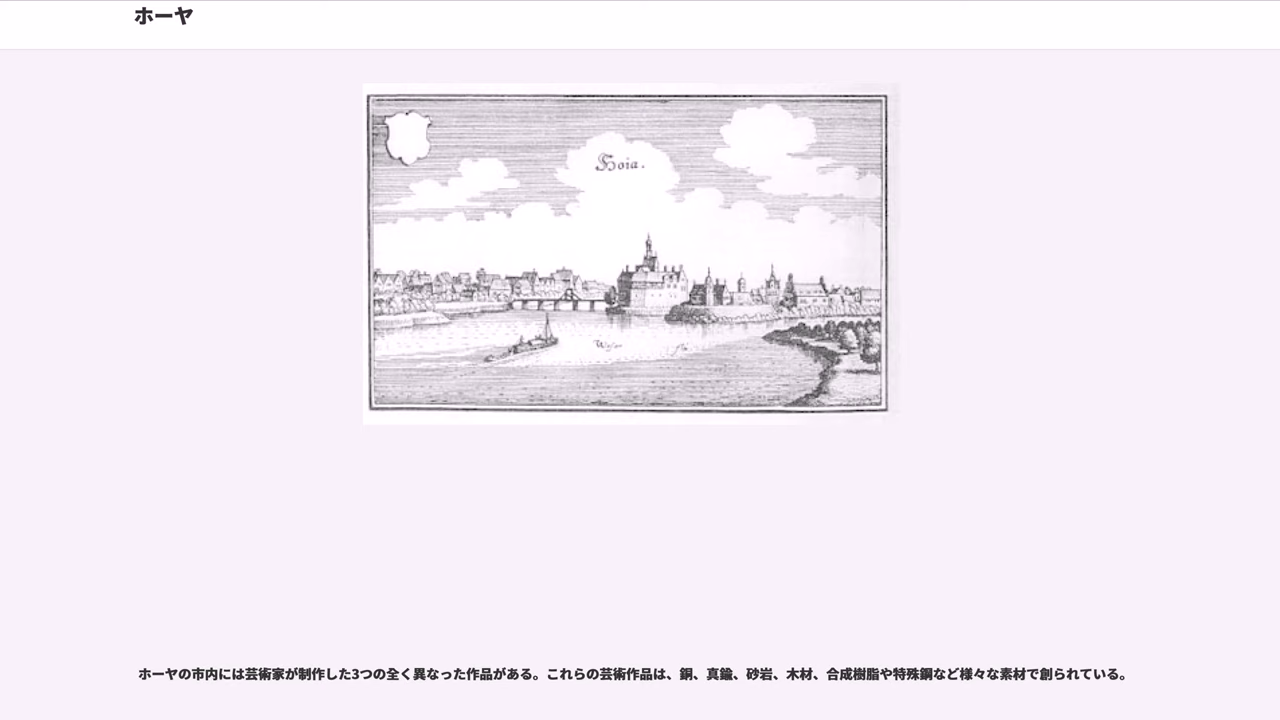 ホーヤ
Hoia.
Weser
ホーヤの市内には芸術家が制作した3つの全く異なった作品がある。これらの芸術作品は、銅、真鍮、砂岩、木材、合成樹脂や特殊鋼など様々な素材で創られている。